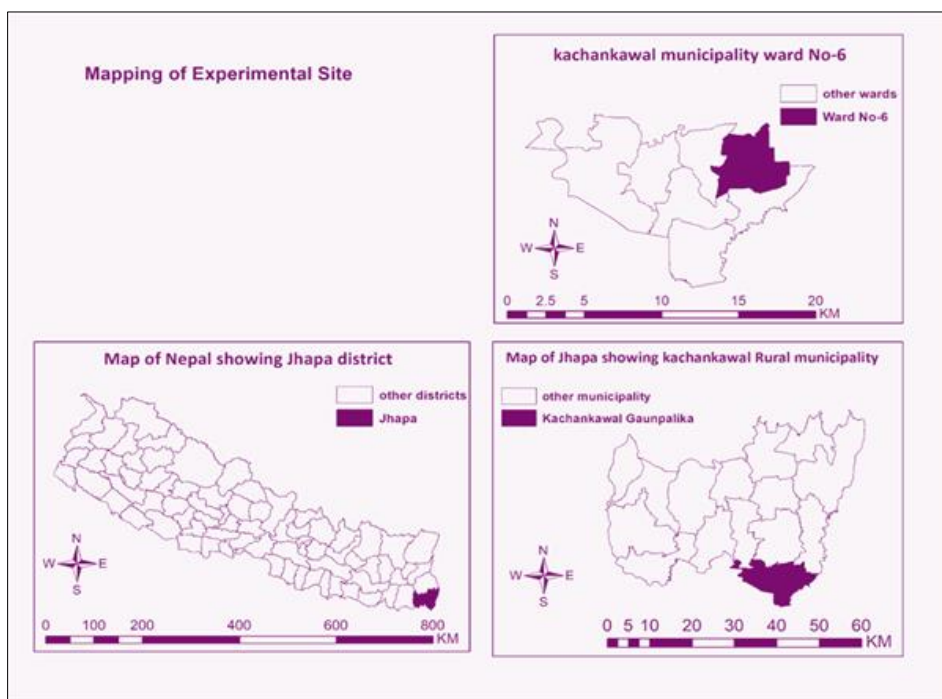 Mapping of Experimental Site
kachankawal municipality ward No-6
other wards
Ward No-6
N
W E
S
0 2.5 5 10 15 20
KM
Map of Nepal showing Jhapa district
other districts
Jhapa
N
W E
S
0 100 200 400 600 800
KM
Map of Jhapa showing kachankawal Rural municipality
other municipality
Kachankawal Gaunpalika
N
W E
S
0 5 10 20 30 40 50 60
KM